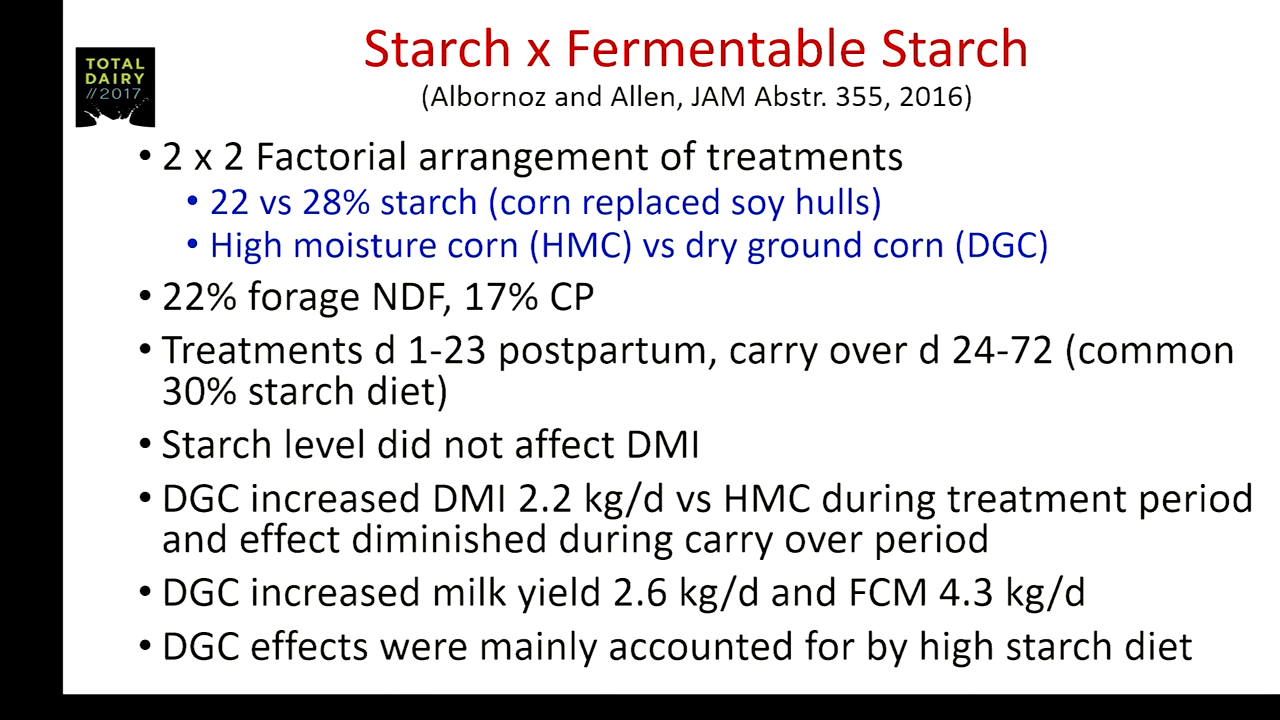 TOTAL
DAIRY
//2017
Starch x Fermentable Starch
(Albornoz and Allen, JAM Abstr. 355, 2016)
• 2 x 2 Factorial arrangement of treatments
• 22 vs 28% starch (corn replaced soy hulls)
• High moisture corn (HMC) vs dry ground corn (DGC)
• 22% forage NDF, 17% CP
• Treatments d 1-23 postpartum, carry over d 24-72 (common
30% starch diet)
• Starch level did not affect DMI
• DGC increased DMI 2.2 kg/d vs HMC during treatment period
and effect diminished during carry over period
• DGC increased milk yield 2.6 kg/d and FCM 4.3 kg/d
• DGC effects were mainly accounted for by high starch diet